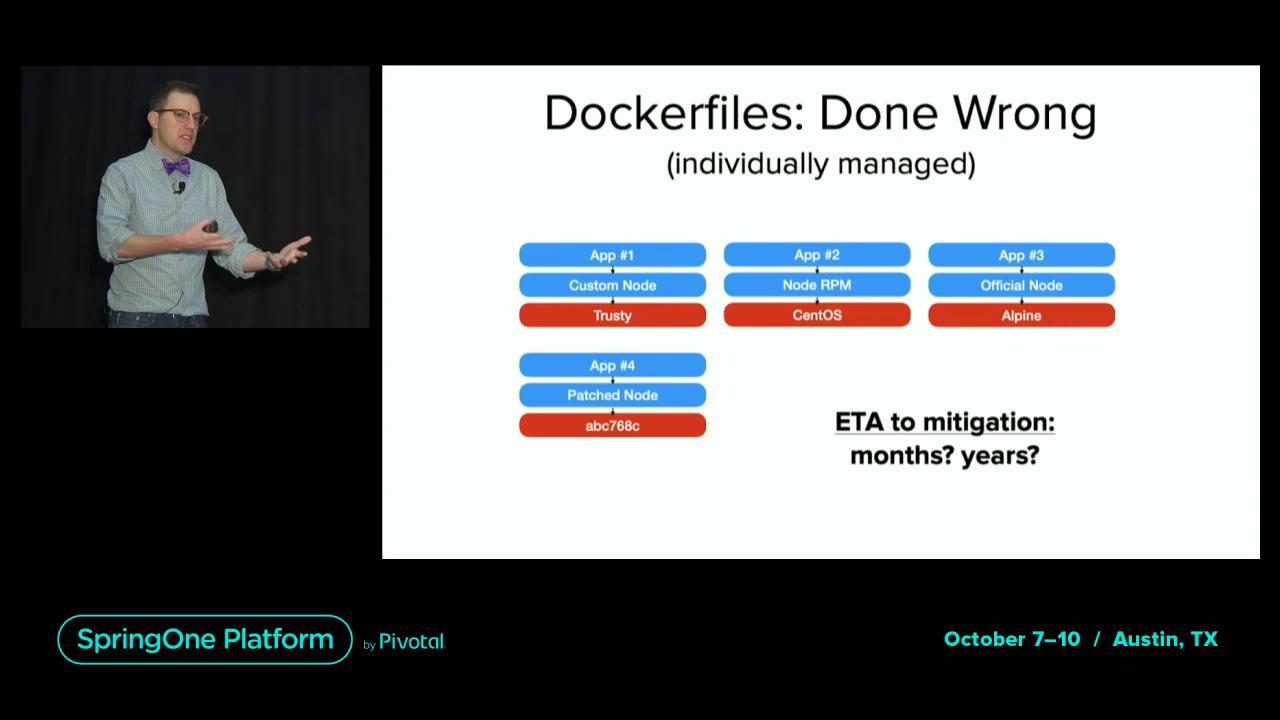 Dockerfiles: Done Wrong
(individually managed)
App #1
Custom Node
Trusty
App #2
Node RPM
CentOS
App #3
Official Node
Alpine
App #4
Patched Node
abc768c
ETA to mitigation:
months? years?
SpringOne Platform by Pivotal
October 7–10 / Austin, TX